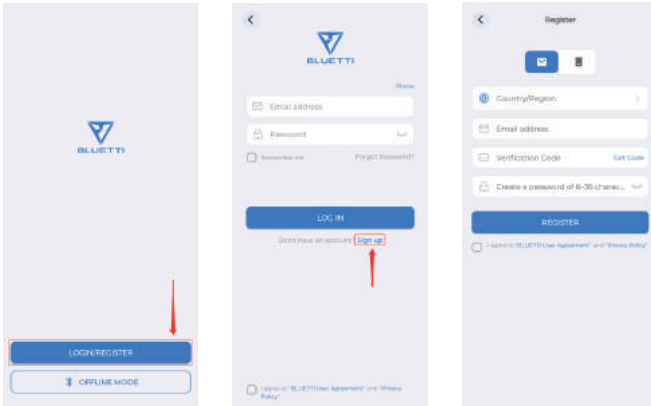 BLUETTI
LOGIN/REGISTER
OFFLINE MODE
BLUETTI
Phone
Email address
Password
Remember me
Forgot Password?
LOG IN
Don't have an account? Sign up
I agree to "BLUETTI User Agreement" and "Privacy
Policy"
Register
Country/Region
Email address
Verification Code
Get Code
Create a password of 6-36 charac...
REGISTER
I agree to "BLUETTI User Agreement" and "Privacy Policy"